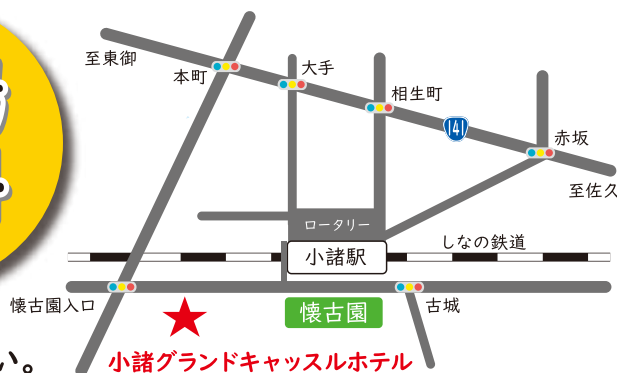 至東御
本町
大手
相生町
141
赤坂
至佐久
ロータリー
小諸駅
しなの鉄道
懐古園入口
懐古園
古城
小諸グランドキャッスルホテル
い。